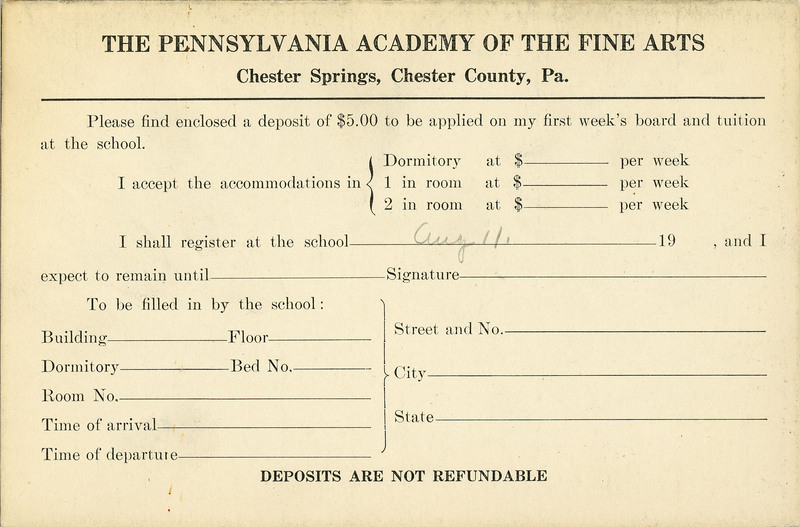 THE PENNSYLVANIA ACADEMY OF THE FINE ARTS
Chester Springs, Chester County, Pa.
Please find enclosed a deposit of $5.00 to be applied on my first week's board and tuition
at the school.
I accept the accommodations in
Dormitory at $ per week
1 in room at $ per week
2 in room at $ per week
I shall register at the school Aug 11. 19 , and I
expect to remain until Signature
To be filled in by the school:
Building Floor
Dormitory Bed No.
Room No.
Time of arrival
Time of departure
Street and No.
City
State
DEPOSITS ARE NOT REFUNDABLE